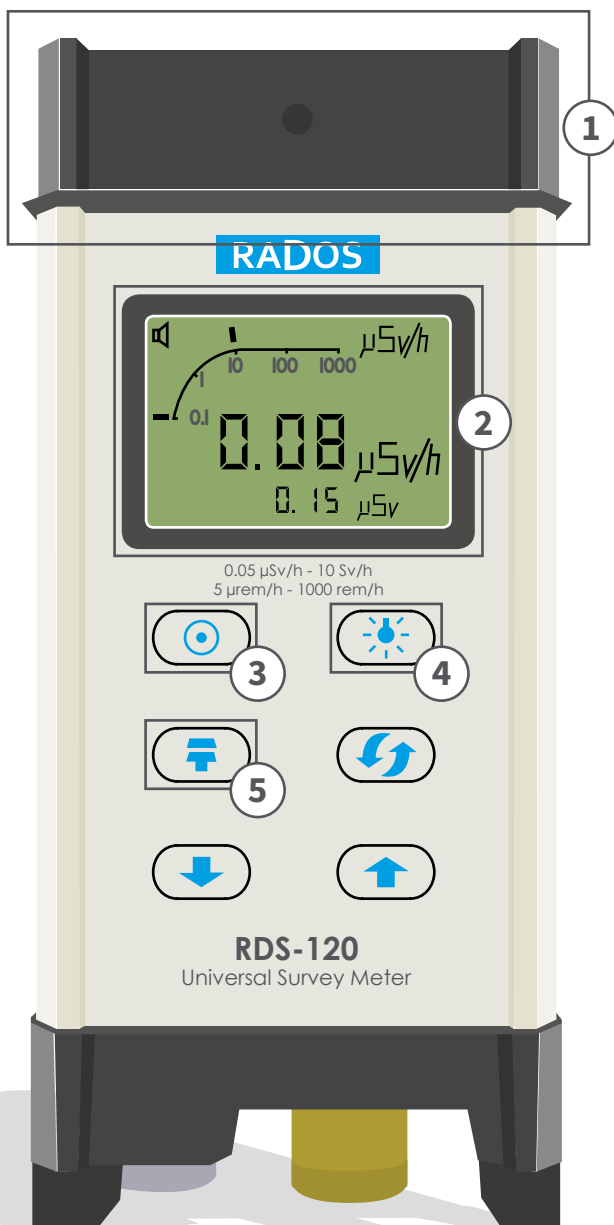 1
RADOS
µSv/h
10 100 1000
1
0.1
0.08 µSv/h
2
0.15 µSv
0.05 µSv/h - 10 Sv/h
5 µrem/h - 1000 rem/h
3
4
5
RDS-120
Universal Survey Meter